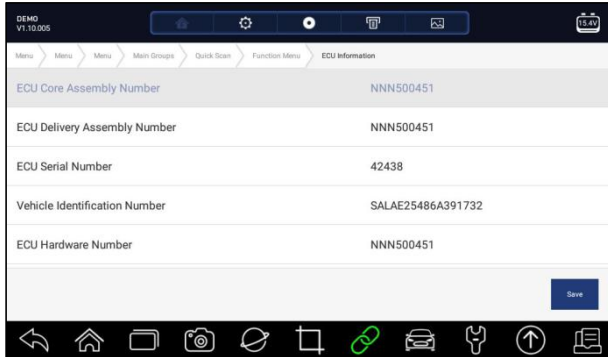 DEMO
V1.10.005
15.4V
Menu Menu Menu Main Groups Quick Scan Function Menu ECU Information
ECU Core Assembly Number NNN500451
ECU Delivery Assembly Number NNN500451
ECU Serial Number 42438
Vehicle Identification Number SALAE25486A391732
ECU Hardware Number NNN500451
Save